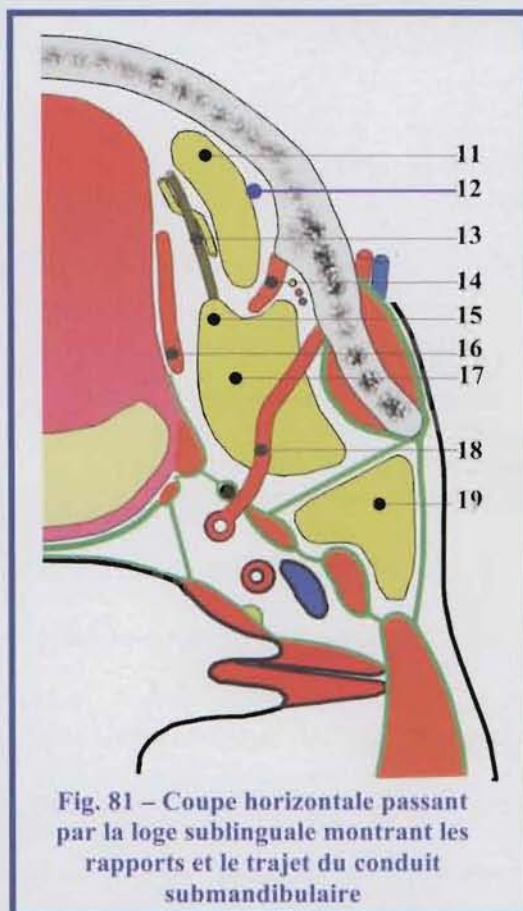 11
12
13
14
15
16
17
18
19
Fig. 81 – Coupe horizontale passant
par la loge sublinguale montrant les
rapports et le trajet du conduit
submandibulaire